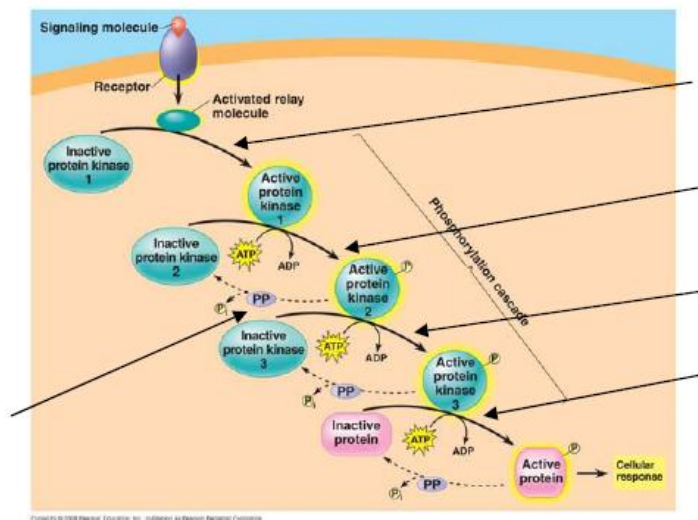 Signaling molecule
Receptor
Activated relay
molecule
Inactive
protein kinase
1
Active
protein
kinase
1
Inactive
protein kinase
2
ATP
ADP
Active
protein
kinase
2
P
PP
P
Phosphorylation cascade
Inactive
protein kinase
3
ATP
ADP
Active
protein
kinase
3
P
PP
P
Inactive
protein
ATP
ADP
Active
protein
P
PP
P
Cellular
response